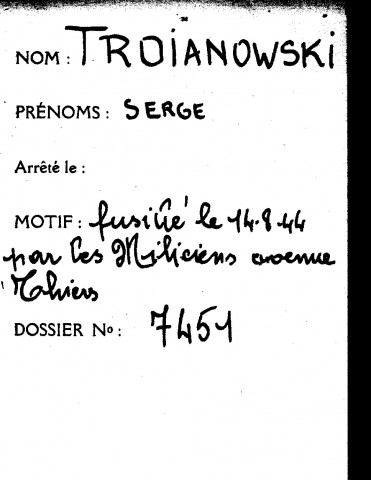 NOM : TROIANOWSKI
PRÉNOMS : SERGE
Arrêté le :
MOTIF : fusillé le 14.8.44
par les Miliciens avenue
Thiers
DOSSIER No : 7451